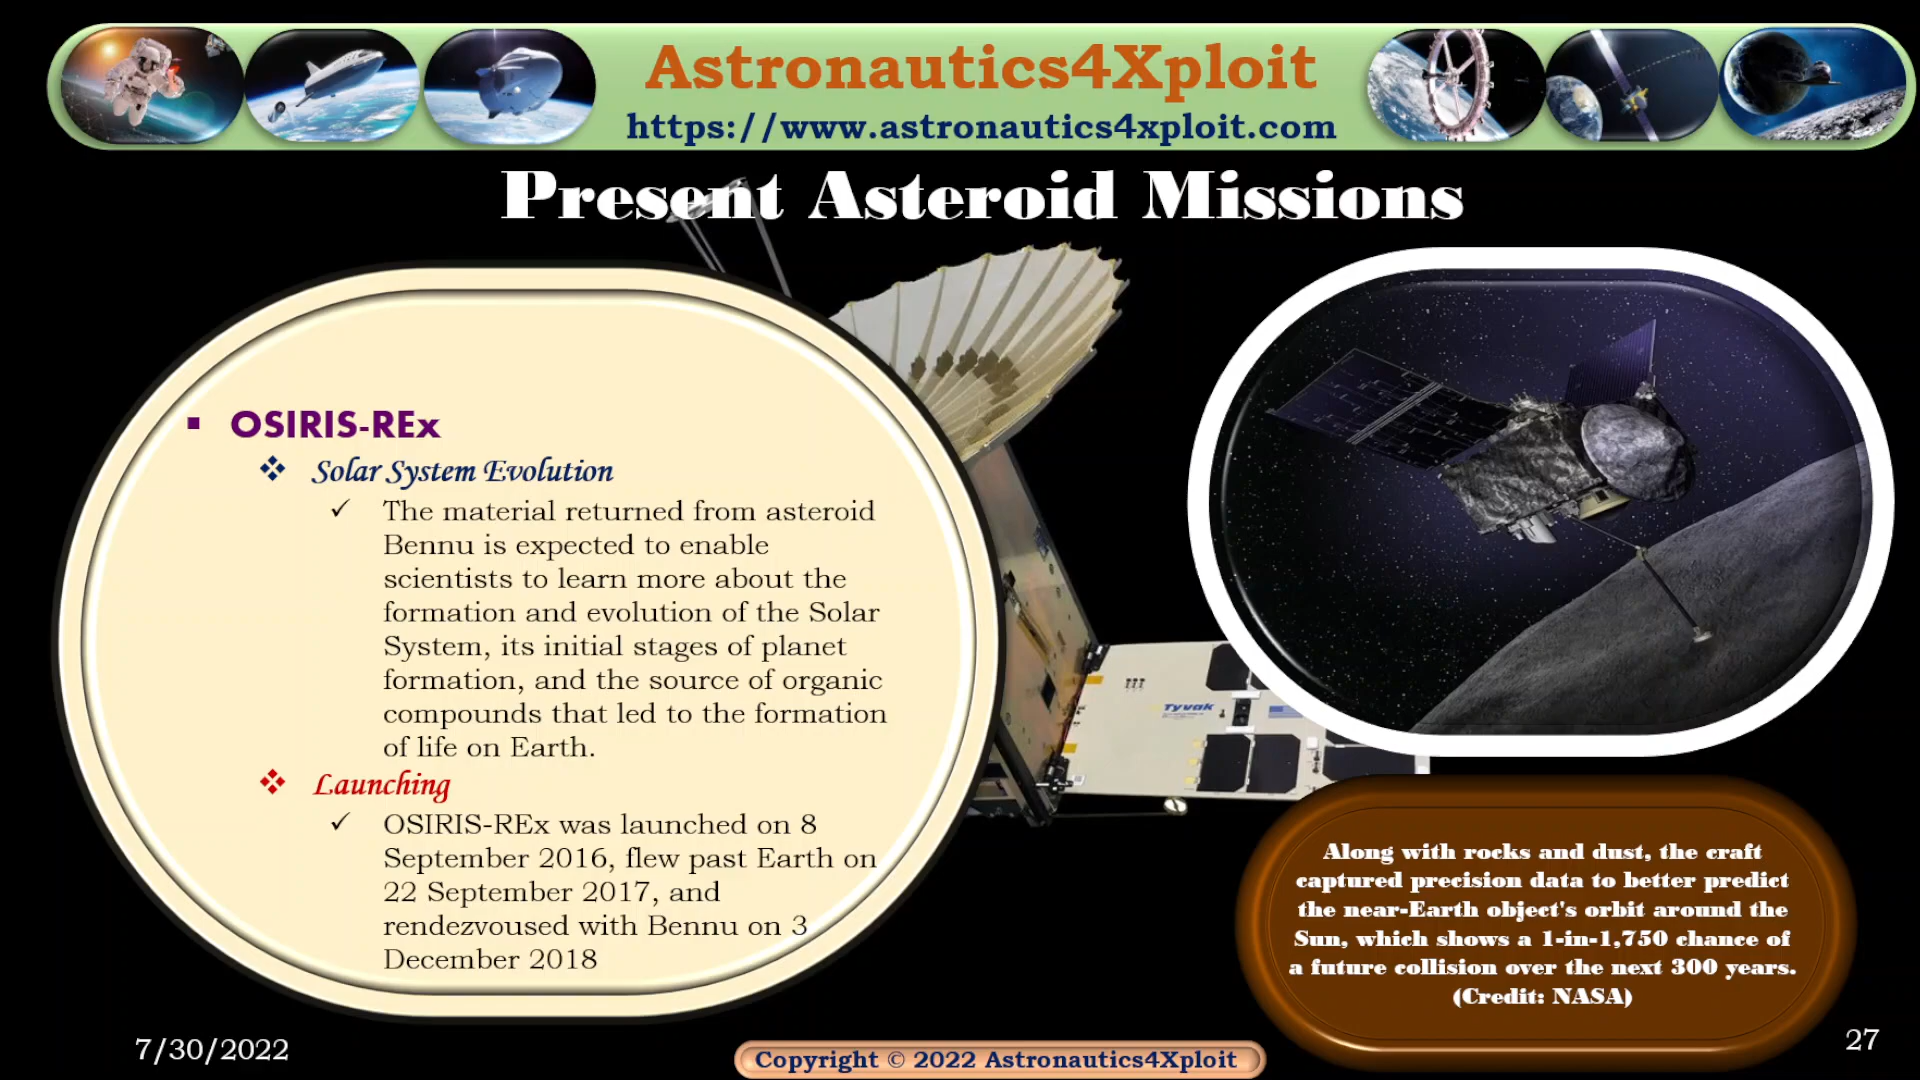 Astronautics4Xploit
https://www.astronautics4xploit.com
Present Asteroid Missions
▪ OSIRIS-REx
❖ Solar System Evolution
✓ The material returned from asteroid
Bennu is expected to enable
scientists to learn more about the
formation and evolution of the Solar
System, its initial stages of planet
formation, and the source of organic
compounds that led to the formation
of life on Earth.
❖ Launching
✓ OSIRIS-REx was launched on 8
September 2016, flew past Earth on
22 September 2017, and
rendezvoused with Bennu on 3
December 2018
Tyvak
Along with rocks and dust, the craft
captured precision data to better predict
the near-Earth object's orbit around the
Sun, which shows a 1-in-1,750 chance of
a future collision over the next 300 years.
(Credit: NASA)
7/30/2022
Copyright © 2022 Astronautics4Xploit
27